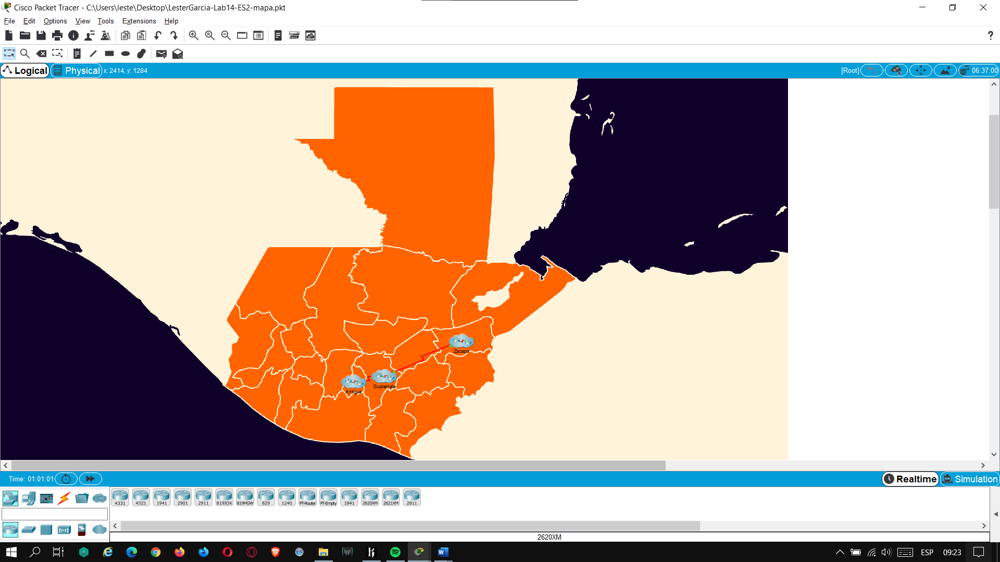 Cisco Packet Tracer - C:\Users\leste\Desktop\LesterGarcia-Lab14-ES2-mapa.pkt
File Edit Options View Tools Extensions Help
Logical Physical x: 2414, y: 1284 [Root] 06:37:00
Zacapa
Guatemala
Antigua
Time: 01:01:01 Realtime Simulation
4331 4321 1941 2901 2911 819IOX 819HGW 829 1240 PT-Router PT-Empty 1841 2620XM 2621XM 2811
2620XM
ESP 09:23